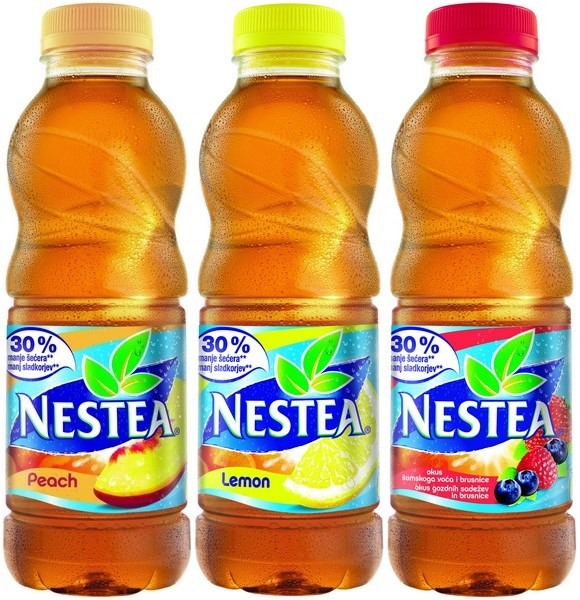 30%
manje šećera**
manj sladkorjev**
NESTEA®
Peach
30%
manje šećera**
manj sladkorjev**
NESTEA®
Lemon
30%
manje šećera**
manj sladkorjev**
NESTEA
okus
šumskoga voća i brusnice
okus gozdnih sadežev
in brusnice